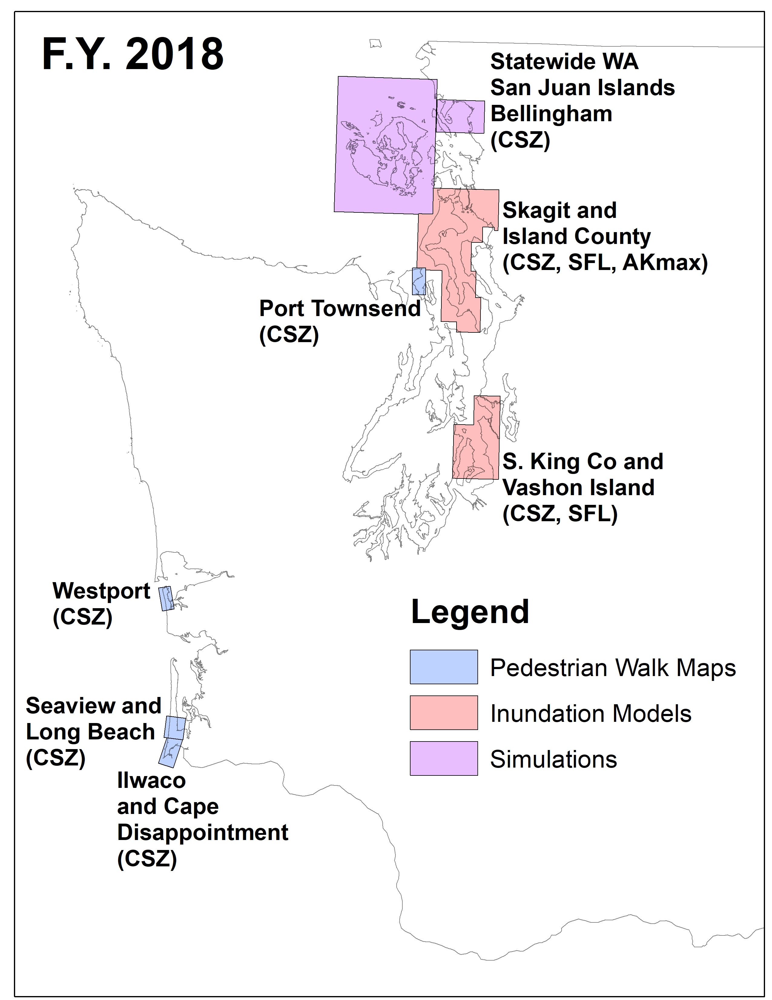 F.Y. 2018
Statewide WA
San Juan Islands
Bellingham
(CSZ)
Skagit and
Island County
(CSZ, SFL, AKmax)
Port Townsend
(CSZ)
S. King Co and
Vashon Island
(CSZ, SFL)
Westport
(CSZ)
Seaview and
Long Beach
(CSZ)
Ilwaco
and Cape
Disappointment
(CSZ)
Legend
Pedestrian Walk Maps
Inundation Models
Simulations